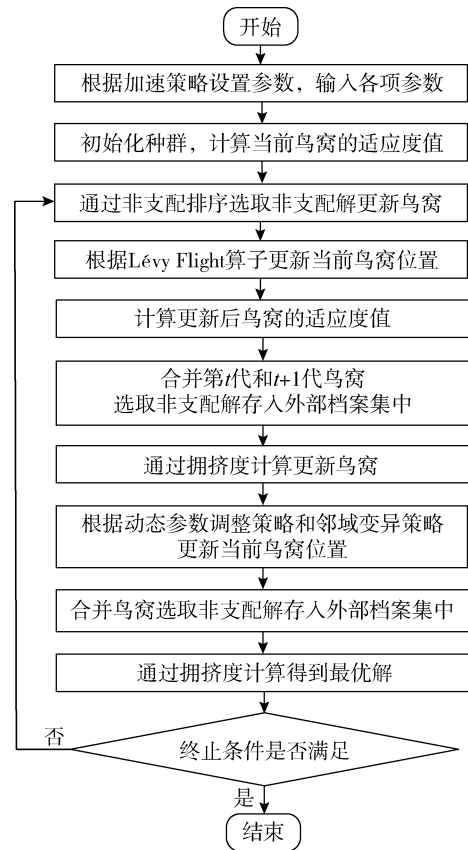 开始
根据加速策略设置参数，输入各项参数
初始化种群，计算当前鸟窝的适应度值
通过非支配排序选取非支配解更新鸟窝
根据Lévy Flight算子更新当前鸟窝位置
计算更新后鸟窝的适应度值
合并第t代和t+1代鸟窝
选取非支配解存入外部档案集中
通过拥挤度计算更新鸟窝
根据动态参数调整策略和邻域变异策略
更新当前鸟窝位置
合并鸟窝选取非支配解存入外部档案集中
通过拥挤度计算得到最优解
否
终止条件是否满足
是
结束